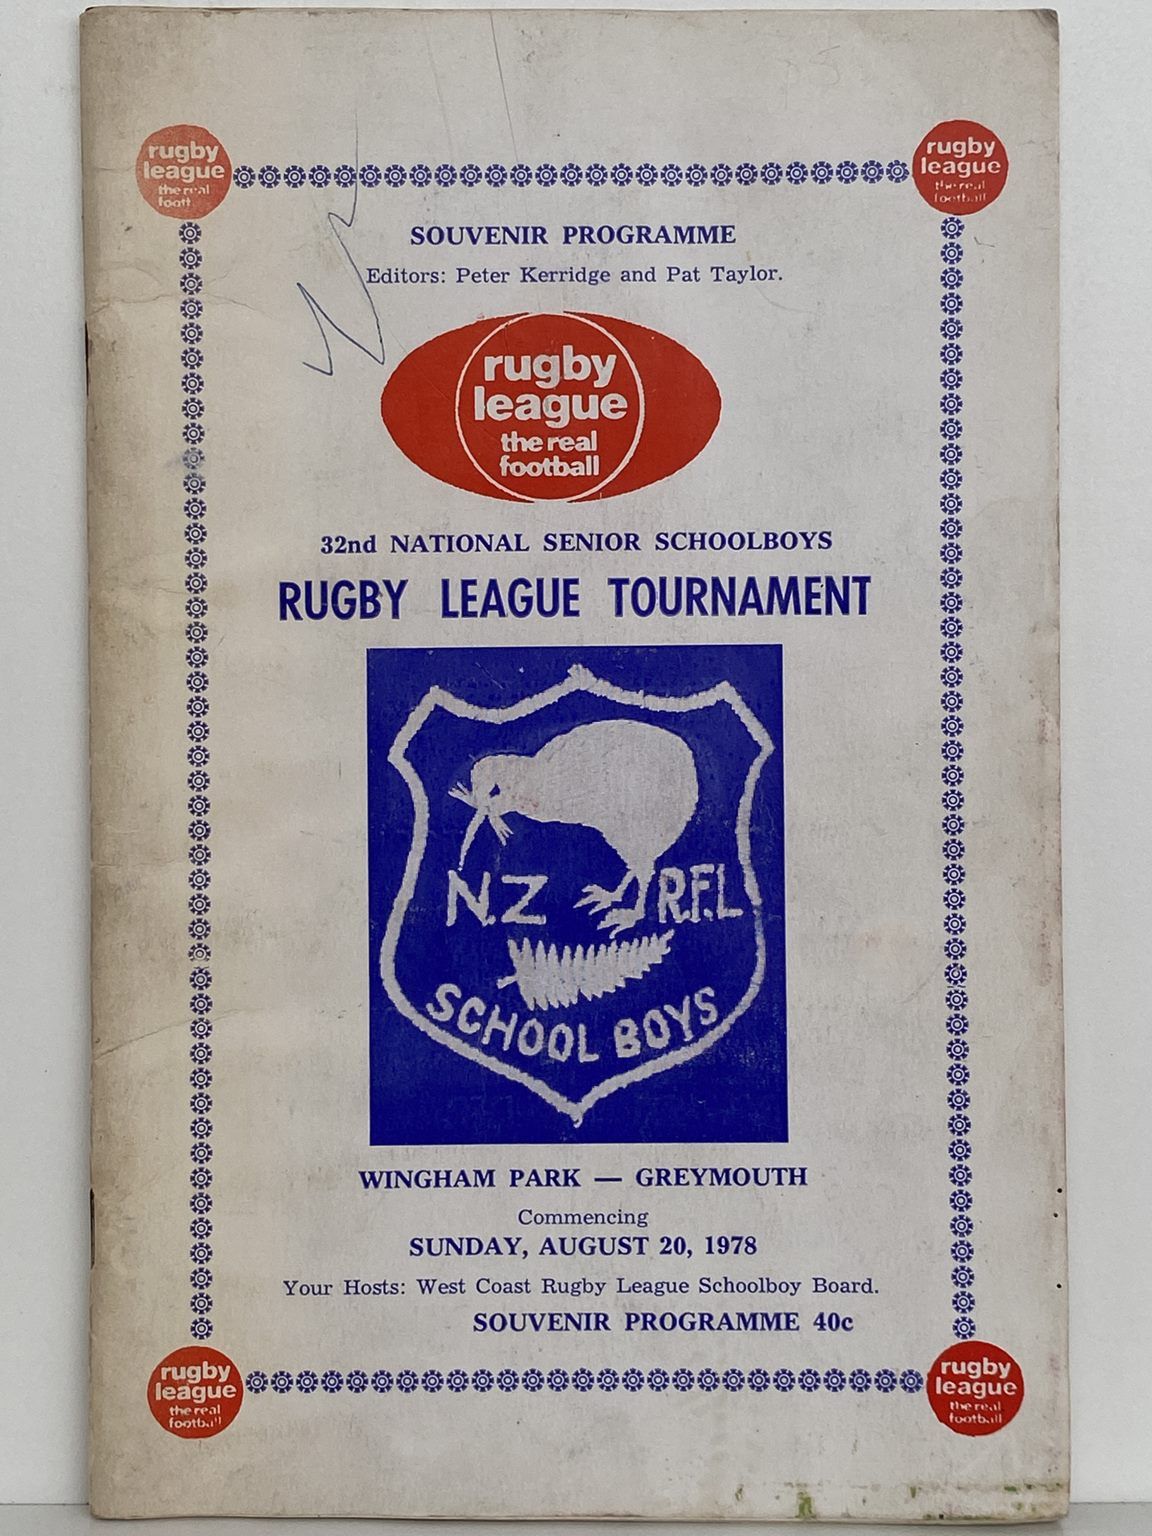 rugby
league
the real
foot
rugby
league
the real
football
SOUVENIR PROGRAMME
Editors: Peter Kerridge and Pat Taylor.
rugby
league
the real
football
32nd NATIONAL SENIOR SCHOOLBOYS
RUGBY LEAGUE TOURNAMENT
N.Z R.F.L
SCHOOL BOYS
WINGHAM PARK — GREYMOUTH
Commencing
SUNDAY, AUGUST 20, 1978
Your Hosts: West Coast Rugby League Schoolboy Board.
SOUVENIR PROGRAMME 40c
rugby
league
the real
football
rugby
league
the real
football